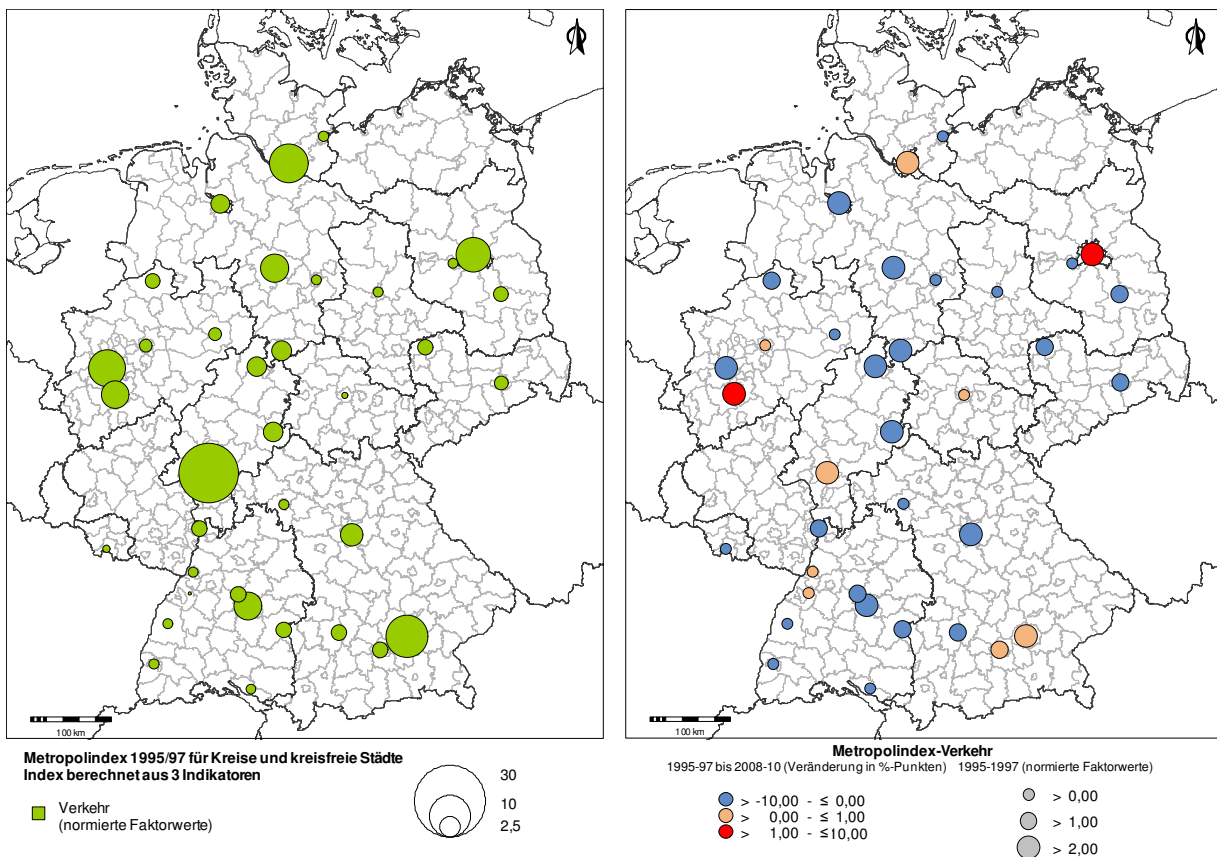 100 km
Metropolindex 1995/97 für Kreise und kreisfreie Städte
Index berechnet aus 3 Indikatoren
Verkehr
(normierte Faktorwerte)
30
10
2,5
100 km
Metropolindex-Verkehr
1995-97 bis 2008-10 (Veränderung in %-Punkten) 1995-1997 (normierte Faktorwerte)
> -10,00 - ≤ 0,00
> 0,00 - ≤ 1,00
> 1,00 - ≤10,00
> 0,00
> 1,00
> 2,00